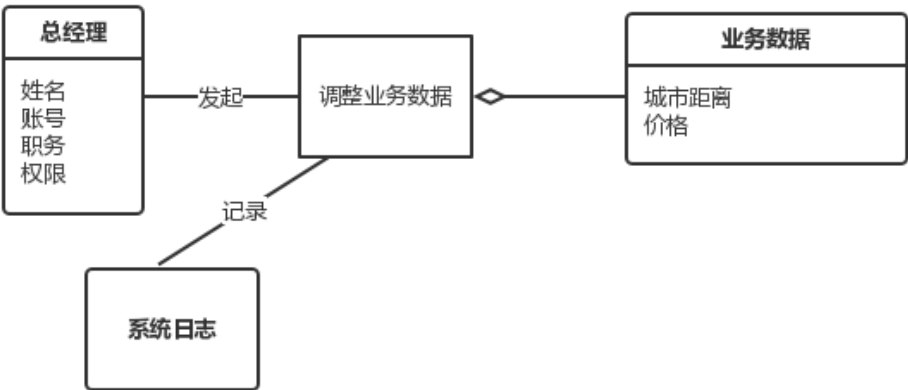 总经理
姓名
账号
职务
权限
发起
调整业务数据
业务数据
城市距离
价格
记录
系统日志